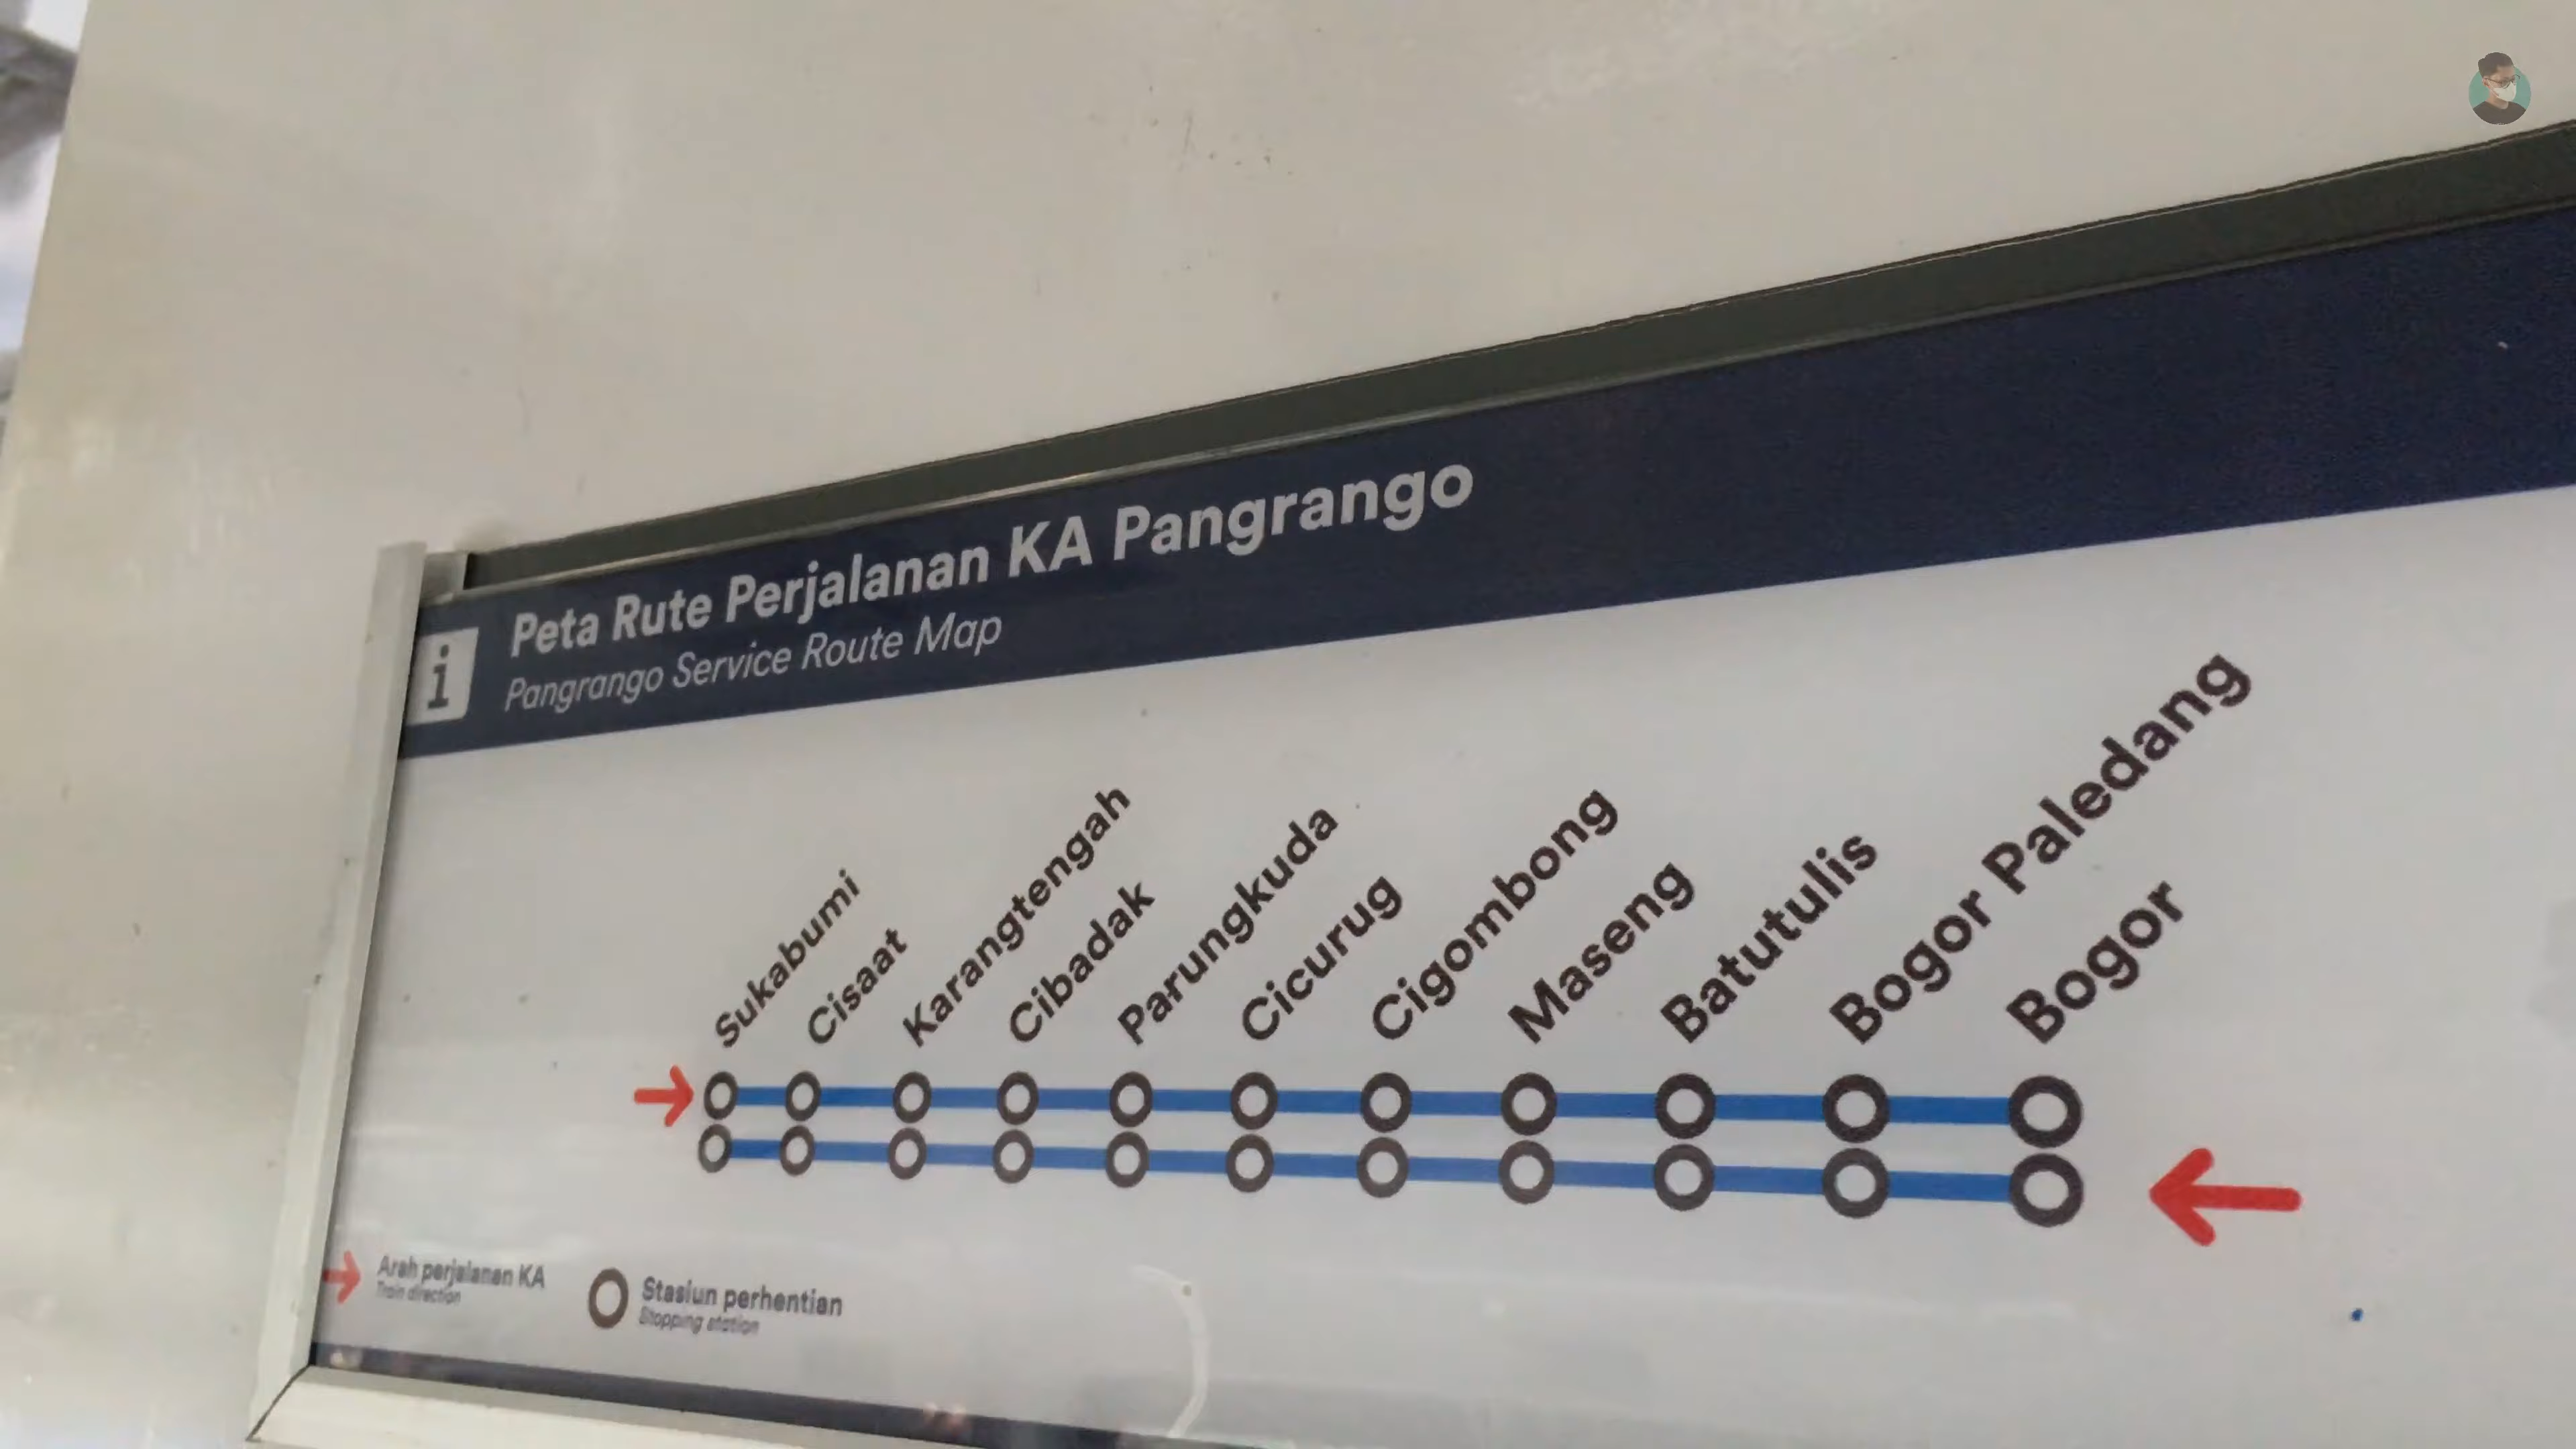 i
Peta Rute Perjalanan KA Pangrango
Pangrango Service Route Map
Sukabumi
Cisaat
Karangtengah
Cibadak
Parungkuda
Cicurug
Cigombong
Maseng
Batutulis
Bogor Paledang
Bogor
Arah perjalanan KA
Train direction
Stasiun perhentian
Stopping station